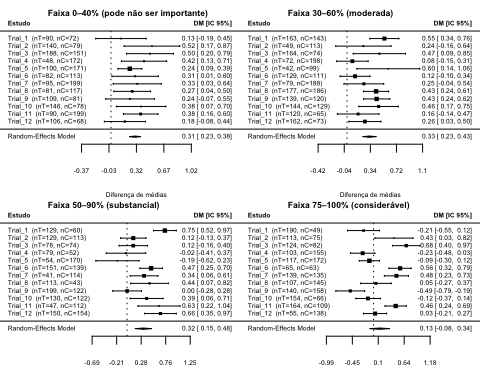 Faixa 0–40% (pode não ser importante)
Estudo DM [IC 95%]
Trial_1 (nT=90, nC=72) 0.13 [-0.19, 0.45]
Trial_2 (nT=140, nC=79) 0.52 [0.17, 0.87]
Trial_3 (nT=188, nC=151) 0.50 [0.20, 0.79]
Trial_4 (nT=48, nC=172) 0.42 [0.13, 0.71]
Trial_5 (nT=100, nC=171) 0.24 [0.09, 0.39]
Trial_6 (nT=82, nC=113) 0.31 [0.01, 0.60]
Trial_7 (nT=95, nC=199) 0.33 [0.03, 0.64]
Trial_8 (nT=81, nC=117) 0.27 [0.04, 0.50]
Trial_9 (nT=109, nC=81) 0.24 [-0.07, 0.55]
Trial_10 (nT=146, nC=78) 0.38 [0.07, 0.70]
Trial_11 (nT=90, nC=199) 0.38 [0.16, 0.60]
Trial_12 (nT=106, nC=68) 0.18 [-0.08, 0.44]
Random-Effects Model 0.31 [0.23, 0.38]
-0.37 -0.03 0.32 0.67 1.02
Diferença de médias
Faixa 30–60% (moderada)
Estudo DM [IC 95%]
Trial_1 (nT=163, nC=143) 0.55 [0.34, 0.76]
Trial_2 (nT=49, nC=113) 0.24 [-0.16, 0.64]
Trial_3 (nT=164, nC=74) 0.47 [0.09, 0.85]
Trial_4 (nT=72, nC=198) 0.08 [-0.15, 0.31]
Trial_5 (nT=42, nC=99) 0.60 [0.14, 1.06]
Trial_6 (nT=129, nC=111) 0.12 [-0.10, 0.34]
Trial_7 (nT=79, nC=188) 0.25 [-0.04, 0.54]
Trial_8 (nT=177, nC=186) 0.43 [0.24, 0.61]
Trial_9 (nT=139, nC=120) 0.43 [0.24, 0.62]
Trial_10 (nT=144, nC=129) 0.46 [0.17, 0.75]
Trial_11 (nT=120, nC=65) 0.16 [-0.14, 0.47]
Trial_12 (nT=162, nC=73) 0.26 [0.03, 0.50]
Random-Effects Model 0.33 [0.23, 0.43]
-0.42 -0.04 0.34 0.72 1.1
Diferença de médias
Faixa 50–90% (substancial)
Estudo DM [IC 95%]
Trial_1 (nT=129, nC=60) 0.75 [0.52, 0.97]
Trial_2 (nT=129, nC=113) 0.12 [-0.13, 0.37]
Trial_3 (nT=78, nC=74) 0.12 [-0.16, 0.40]
Trial_4 (nT=79, nC=52) -0.02 [-0.41, 0.37]
Trial_5 (nT=54, nC=170) -0.19 [-0.62, 0.23]
Trial_6 (nT=151, nC=139) 0.47 [0.25, 0.70]
Trial_7 (nT=41, nC=114) 0.34 [0.06, 0.61]
Trial_8 (nT=113, nC=43) 0.44 [0.07, 0.82]
Trial_9 (nT=199, nC=122) 0.00 [-0.28, 0.28]
Trial_10 (nT=130, nC=122) 0.39 [0.06, 0.71]
Trial_11 (nT=47, nC=122) 0.63 [0.22, 1.04]
Trial_12 (nT=150, nC=154) 0.66 [0.35, 0.97]
Random-Effects Model 0.32 [0.15, 0.48]
-0.69 -0.21 0.28 0.76 1.25
Faixa 75–100% (considerável)
Estudo DM [IC 95%]
Trial_1 (nT=190, nC=49) -0.21 [-0.55, 0.12]
Trial_2 (nT=113, nC=75) 0.43 [0.03, 0.82]
Trial_3 (nT=124, nC=82) 0.68 [0.40, 0.97]
Trial_4 (nT=103, nC=155) -0.23 [-0.48, 0.03]
Trial_5 (nT=117, nC=172) -0.09 [-0.30, 0.12]
Trial_6 (nT=65, nC=63) 0.56 [0.32, 0.79]
Trial_7 (nT=139, nC=120) 0.48 [0.23, 0.73]
Trial_8 (nT=107, nC=145) 0.05 [-0.27, 0.37]
Trial_9 (nT=140, nC=158) -0.49 [-0.79, -0.19]
Trial_10 (nT=154, nC=66) -0.12 [-0.37, 0.14]
Trial_11 (nT=164, nC=109) 0.46 [0.24, 0.69]
Trial_12 (nT=55, nC=138) 0.03 [-0.21, 0.27]
Random-Effects Model 0.13 [-0.08, 0.34]
-0.99 -0.45 0.1 0.64 1.18